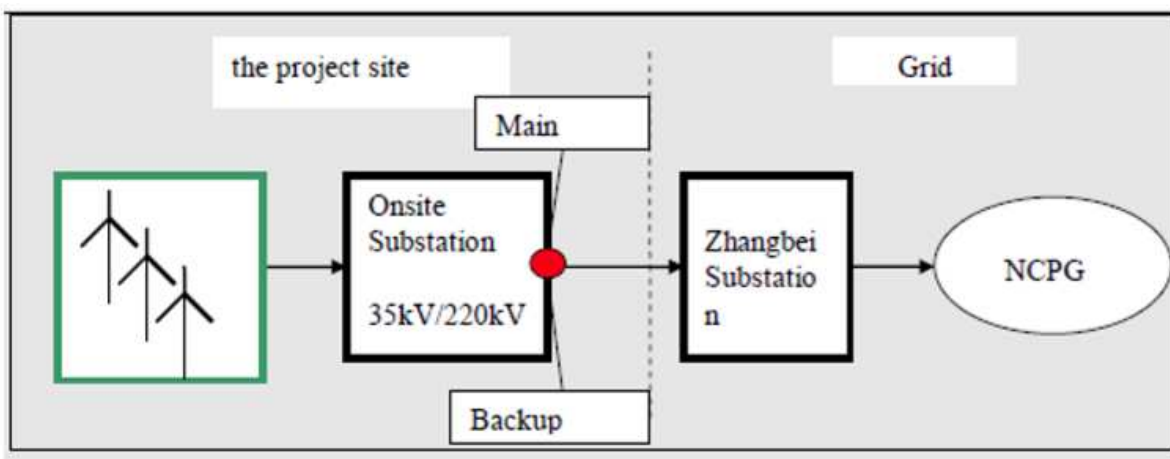 the project site
Grid
Main
Onsite
Substation
35kV/220kV
Zhangbei
Substatio
n
NCPG
Backup